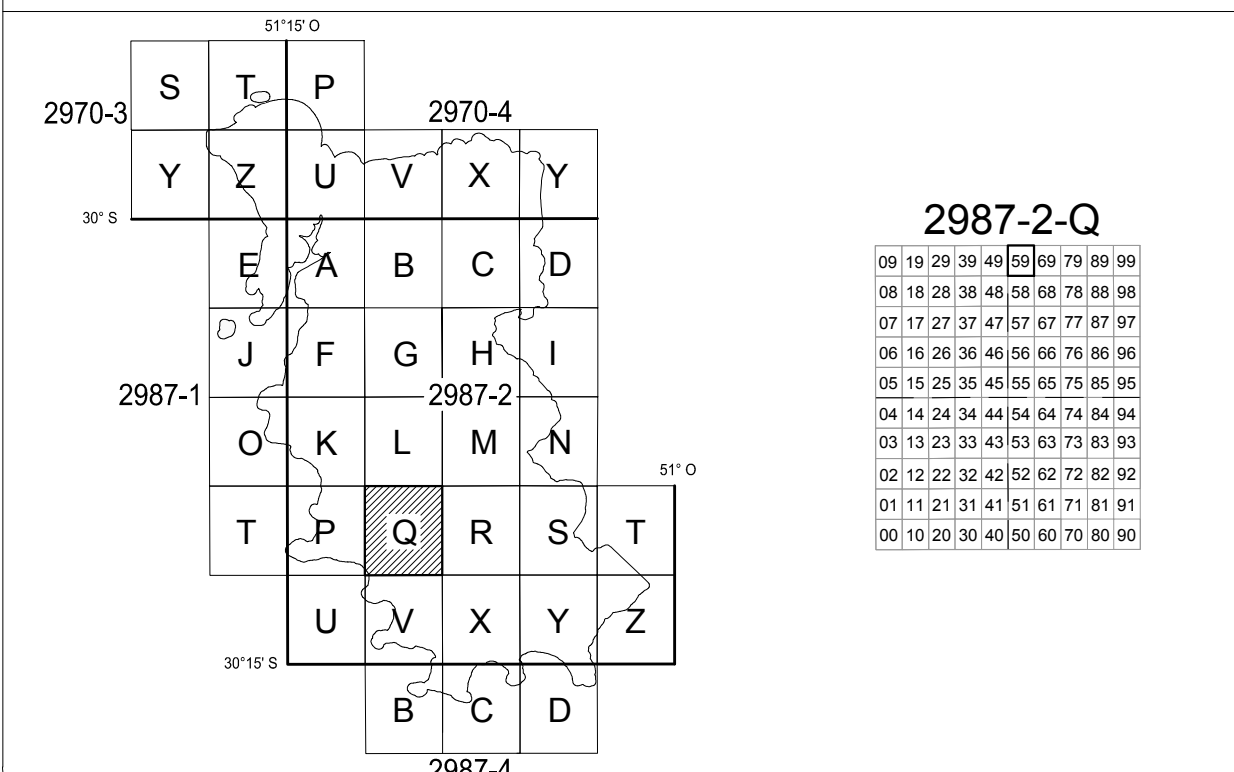 51°15' O
S T P
2970-3 2970-4
Y Z U V X Y
30° S
E A B C D
J F G H I
2987-1 2987-2
O K L M N
51° O
T P Q R S T
U V X Y Z
30°15' S
B C D
2987-4
2987-2-Q
09 19 29 39 49 59 69 79 89 99
08 18 28 38 48 58 68 78 88 98
07 17 27 37 47 57 67 77 87 97
06 16 26 36 46 56 66 76 86 96
05 15 25 35 45 55 65 75 85 95
04 14 24 34 44 54 64 74 84 94
03 13 23 33 43 53 63 73 83 93
02 12 22 32 42 52 62 72 82 92
01 11 21 31 41 51 61 71 81 91
00 10 20 30 40 50 60 70 80 90